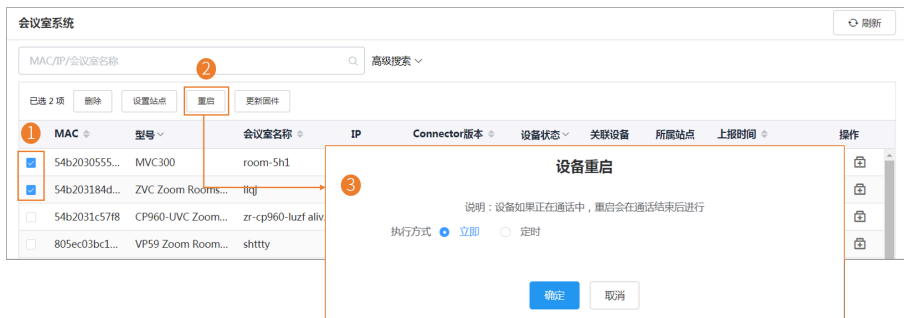 会议室系统
刷新
MAC/IP/会议室名称
高级搜索
2
已选 2 项 删除 设置站点 重启 更新固件
1
MAC 型号 会议室名称 IP Connector版本 设备状态 关联设备 所属站点 上报时间 操作
54b2030555... MVC300 room-5h1
54b203184d... ZVC Zoom Rooms... liqj
54b2031c57f8 CP960-UVC Zoom... zr-cp960-luzf aliv.
805ec03bc1... VP59 Zoom Room... shttty
设备重启
3
说明：设备如果正在通话中，重启会在通话结束后进行
执行方式 立即 定时
确定 取消